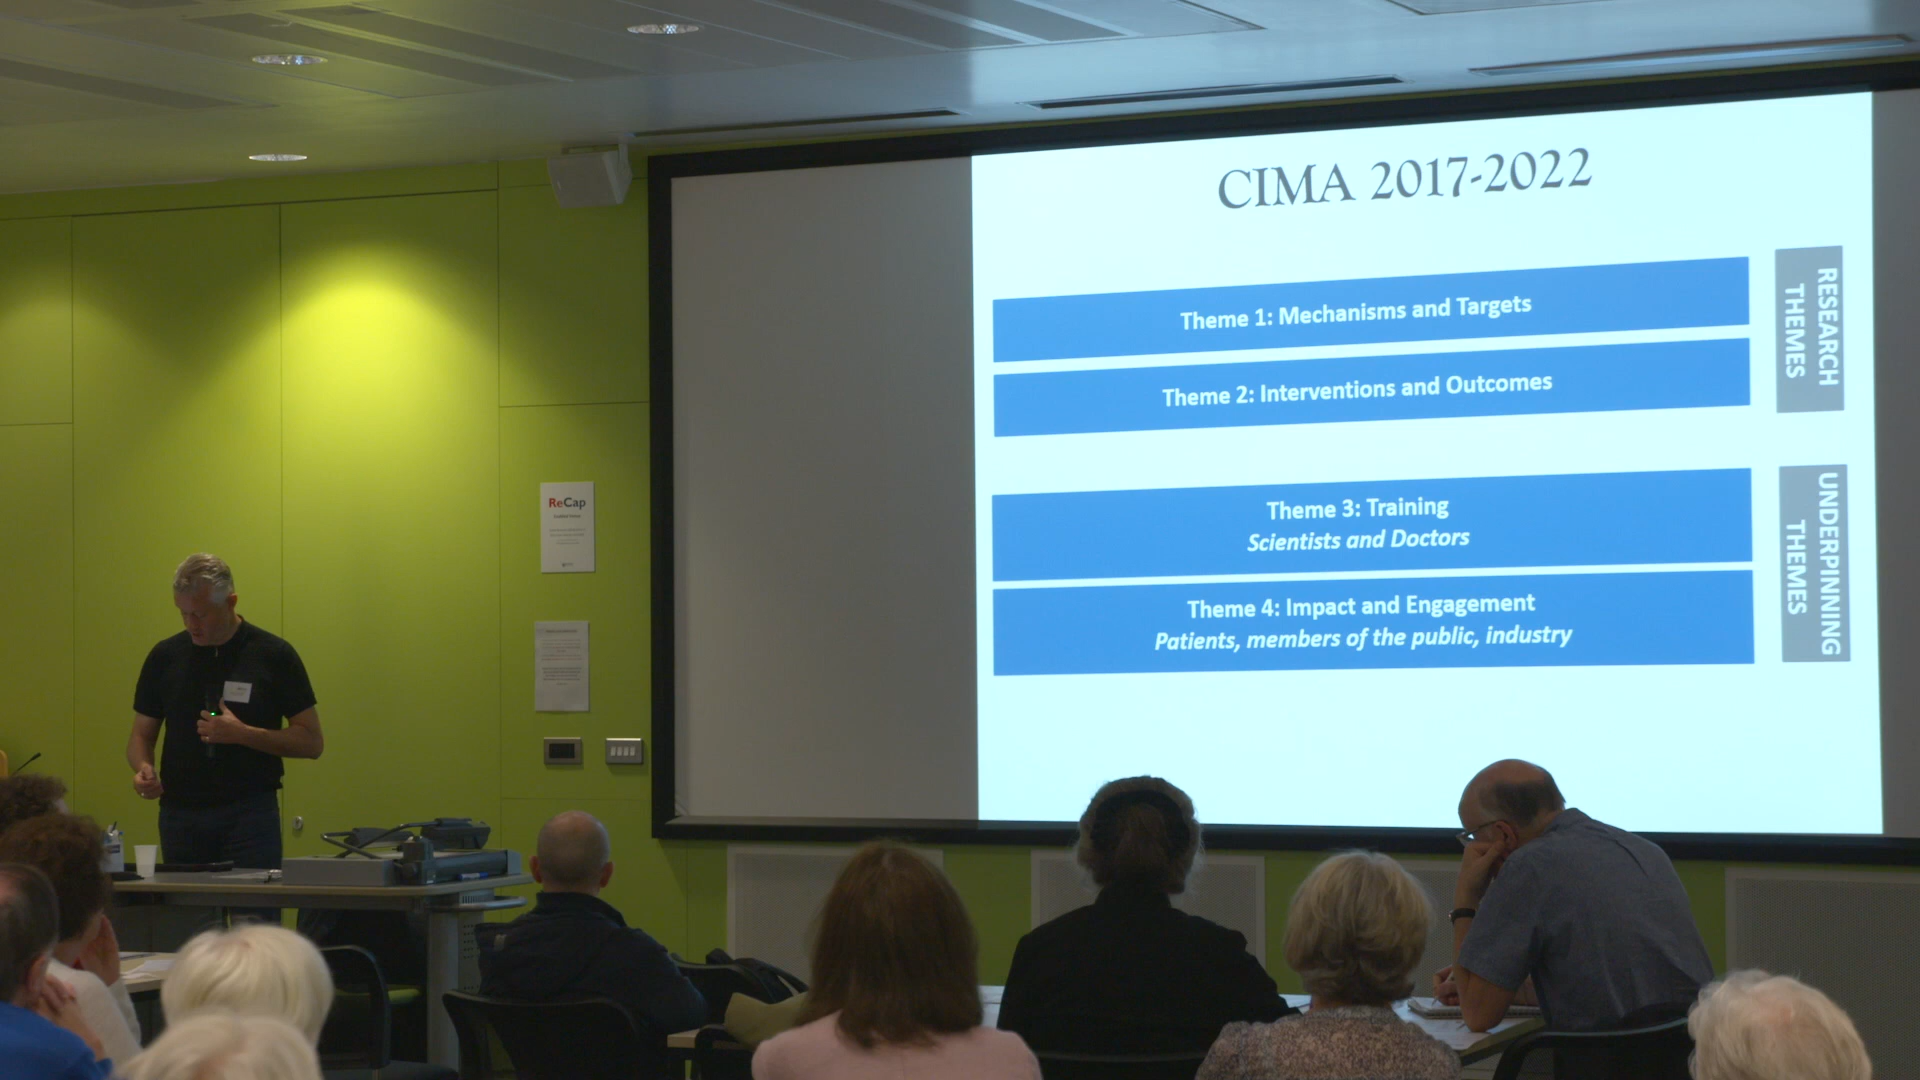 CIMA 2017-2022
Theme 1: Mechanisms and Targets
Theme 2: Interventions and Outcomes
RESEARCH
THEMES
Theme 3: Training
Scientists and Doctors
Theme 4: Impact and Engagement
Patients, members of the public, industry
UNDERPINNING
THEMES
ReCap